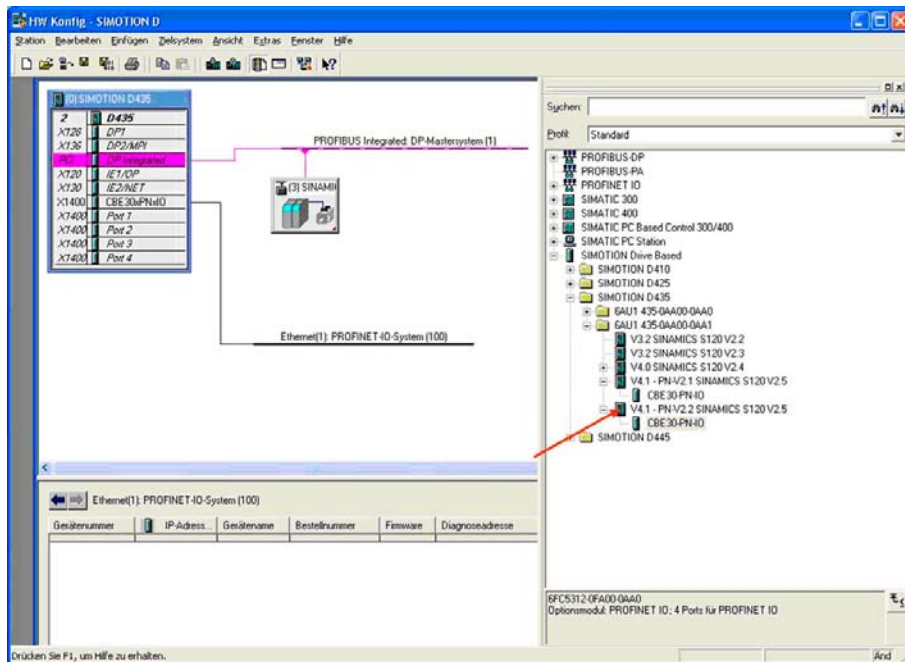 HW Konfig - SIMOTION D
Station Bearbeiten Einfügen Zielsystem Ansicht Extras Fenster Hilfe
(0) SIMOTION D435
2 D435
X126 DP1
X136 DP2/MPI
DP Integrated
X120 IE1/OP
X130 IE2/NET
X1400 CBE30xPNxIO
X1400 Port 1
X1400 Port 2
X1400 Port 3
X1400 Port 4
PROFIBUS Integrated: DP-Mastersystem (1)
(3) SINAMI
Ethernet(1): PROFINET-IO-System (100)
Suchen:
Profil: Standard
PROFIBUS-DP
PROFIBUS-PA
PROFINET IO
SIMATIC 300
SIMATIC 400
SIMATIC PC Based Control 300/400
SIMATIC PC Station
SIMOTION Drive Based
SIMOTION D410
SIMOTION D425
SIMOTION D435
6AU1 435-0AA00-0AA0
6AU1 435-0AA00-0AA1
V3.2 SINAMICS S120 V2.2
V3.2 SINAMICS S120 V2.3
V4.0 SINAMICS S120 V2.4
V4.1 - PN-V2.1 SINAMICS S120 V2.5
CBE30-PN-IO
V4.1 - PN-V2.2 SINAMICS S120 V2.5
CBE30-PN-IO
SIMOTION D445
Ethernet(1): PROFINET-IO-System (100)
Gerätenummer IP-Adress... Gerätename Bestellnummer Firmware Diagnoseadresse
6FC5312-0FA00-0AA0
Optionsmodul: PROFINET IO; 4 Ports für PROFINET IO
Drücken Sie F1, um Hilfe zu erhalten.
Änd